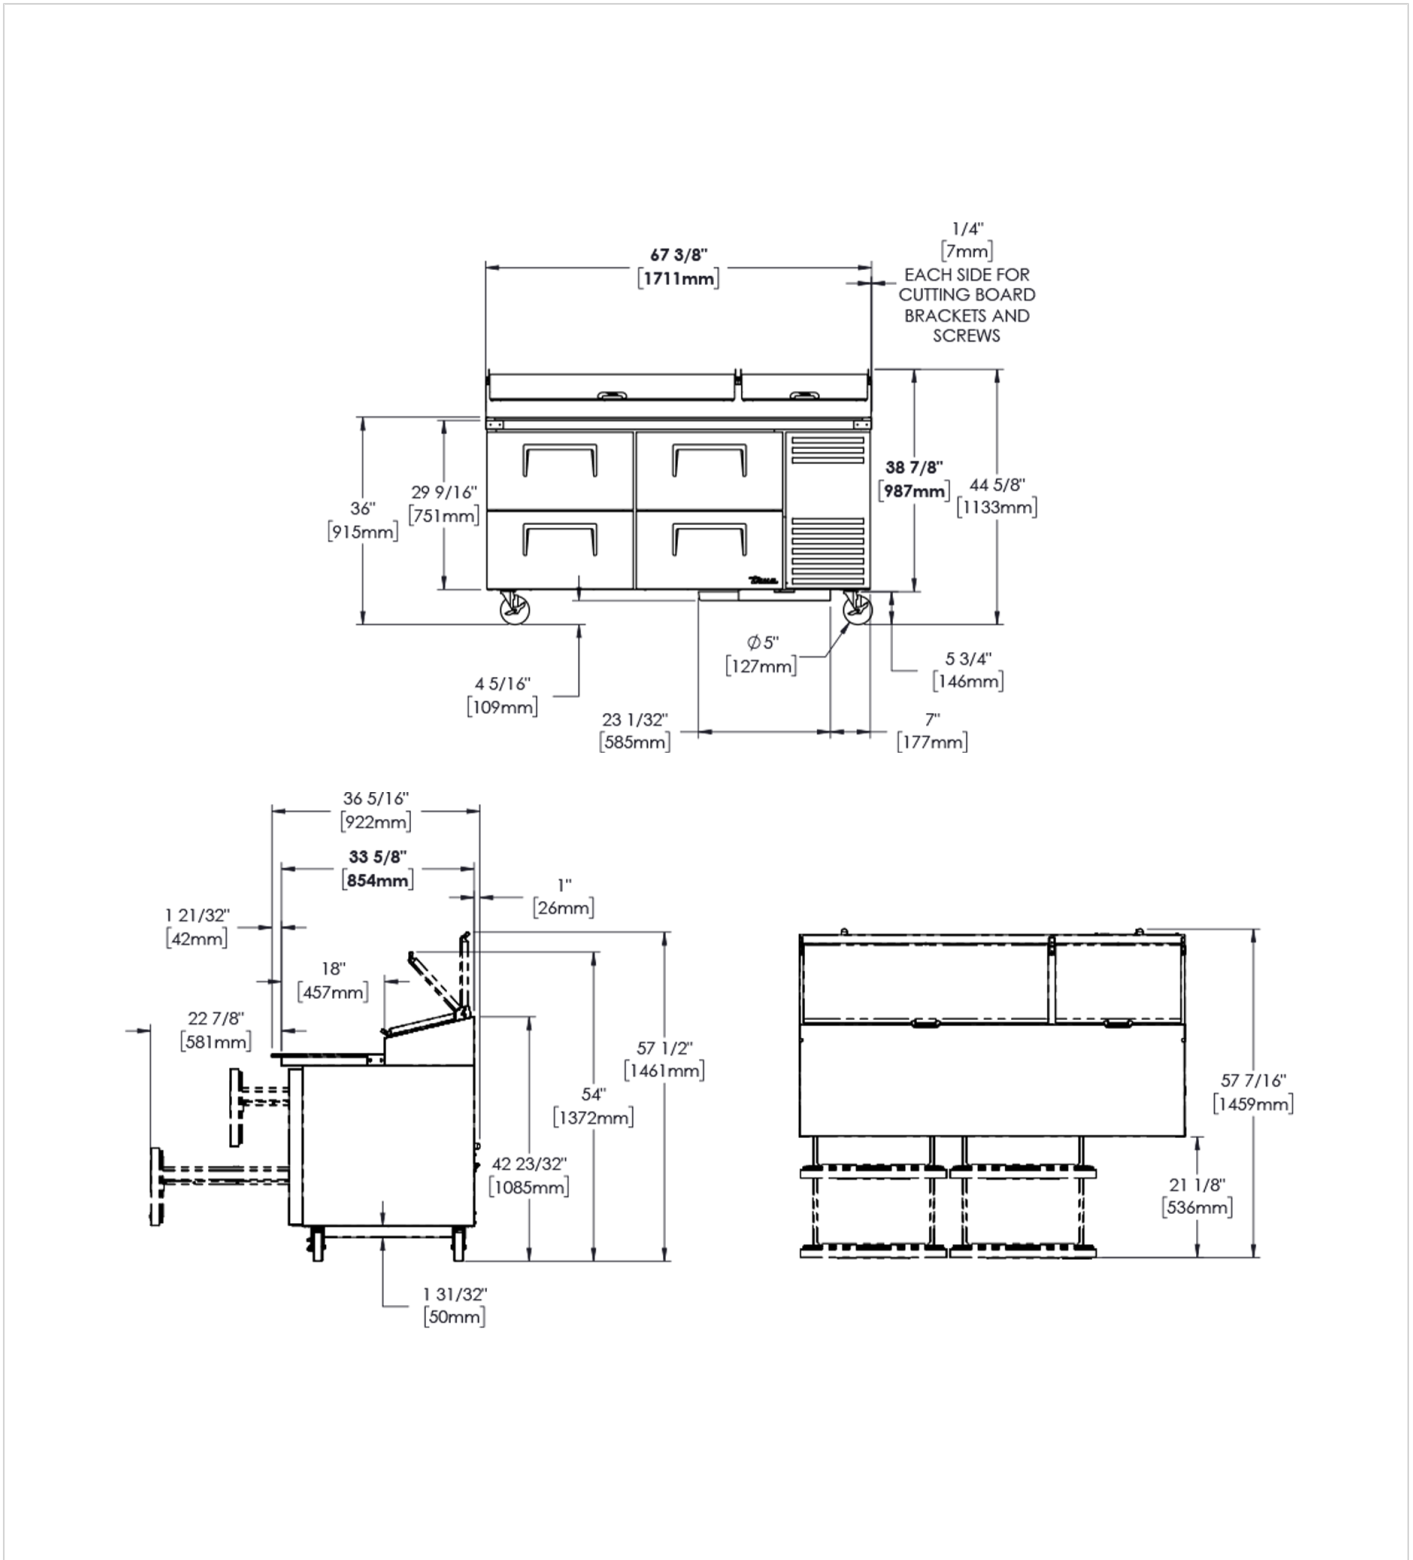 1/4"
[7mm]
EACH SIDE FOR
CUTTING BOARD
BRACKETS AND
SCREWS
67 3/8"
[1711mm]
36"
[915mm]
29 9/16"
[751mm]
38 7/8"
[987mm]
44 5/8"
[1133mm]
True
Ø5"
[127mm]
5 3/4"
[146mm]
4 5/16"
[109mm]
23 1/32"
[585mm]
7"
[177mm]
36 5/16"
[922mm]
33 5/8"
[854mm]
1"
[26mm]
1 21/32"
[42mm]
18"
[457mm]
22 7/8"
[581mm]
57 1/2"
[1461mm]
54"
[1372mm]
42 23/32"
[1085mm]
1 31/32"
[50mm]
57 7/16"
[1459mm]
21 1/8"
[536mm]